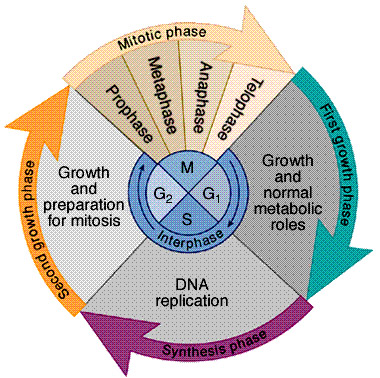 Mitotic phase
Prophase
Metaphase
Anaphase
Telophase
First growth phase
Growth
and
normal
metabolic
roles
Growth
and
preparation
for mitosis
Second growth phase
M
G2
G1
S
Interphase
DNA
replication
Synthesis phase